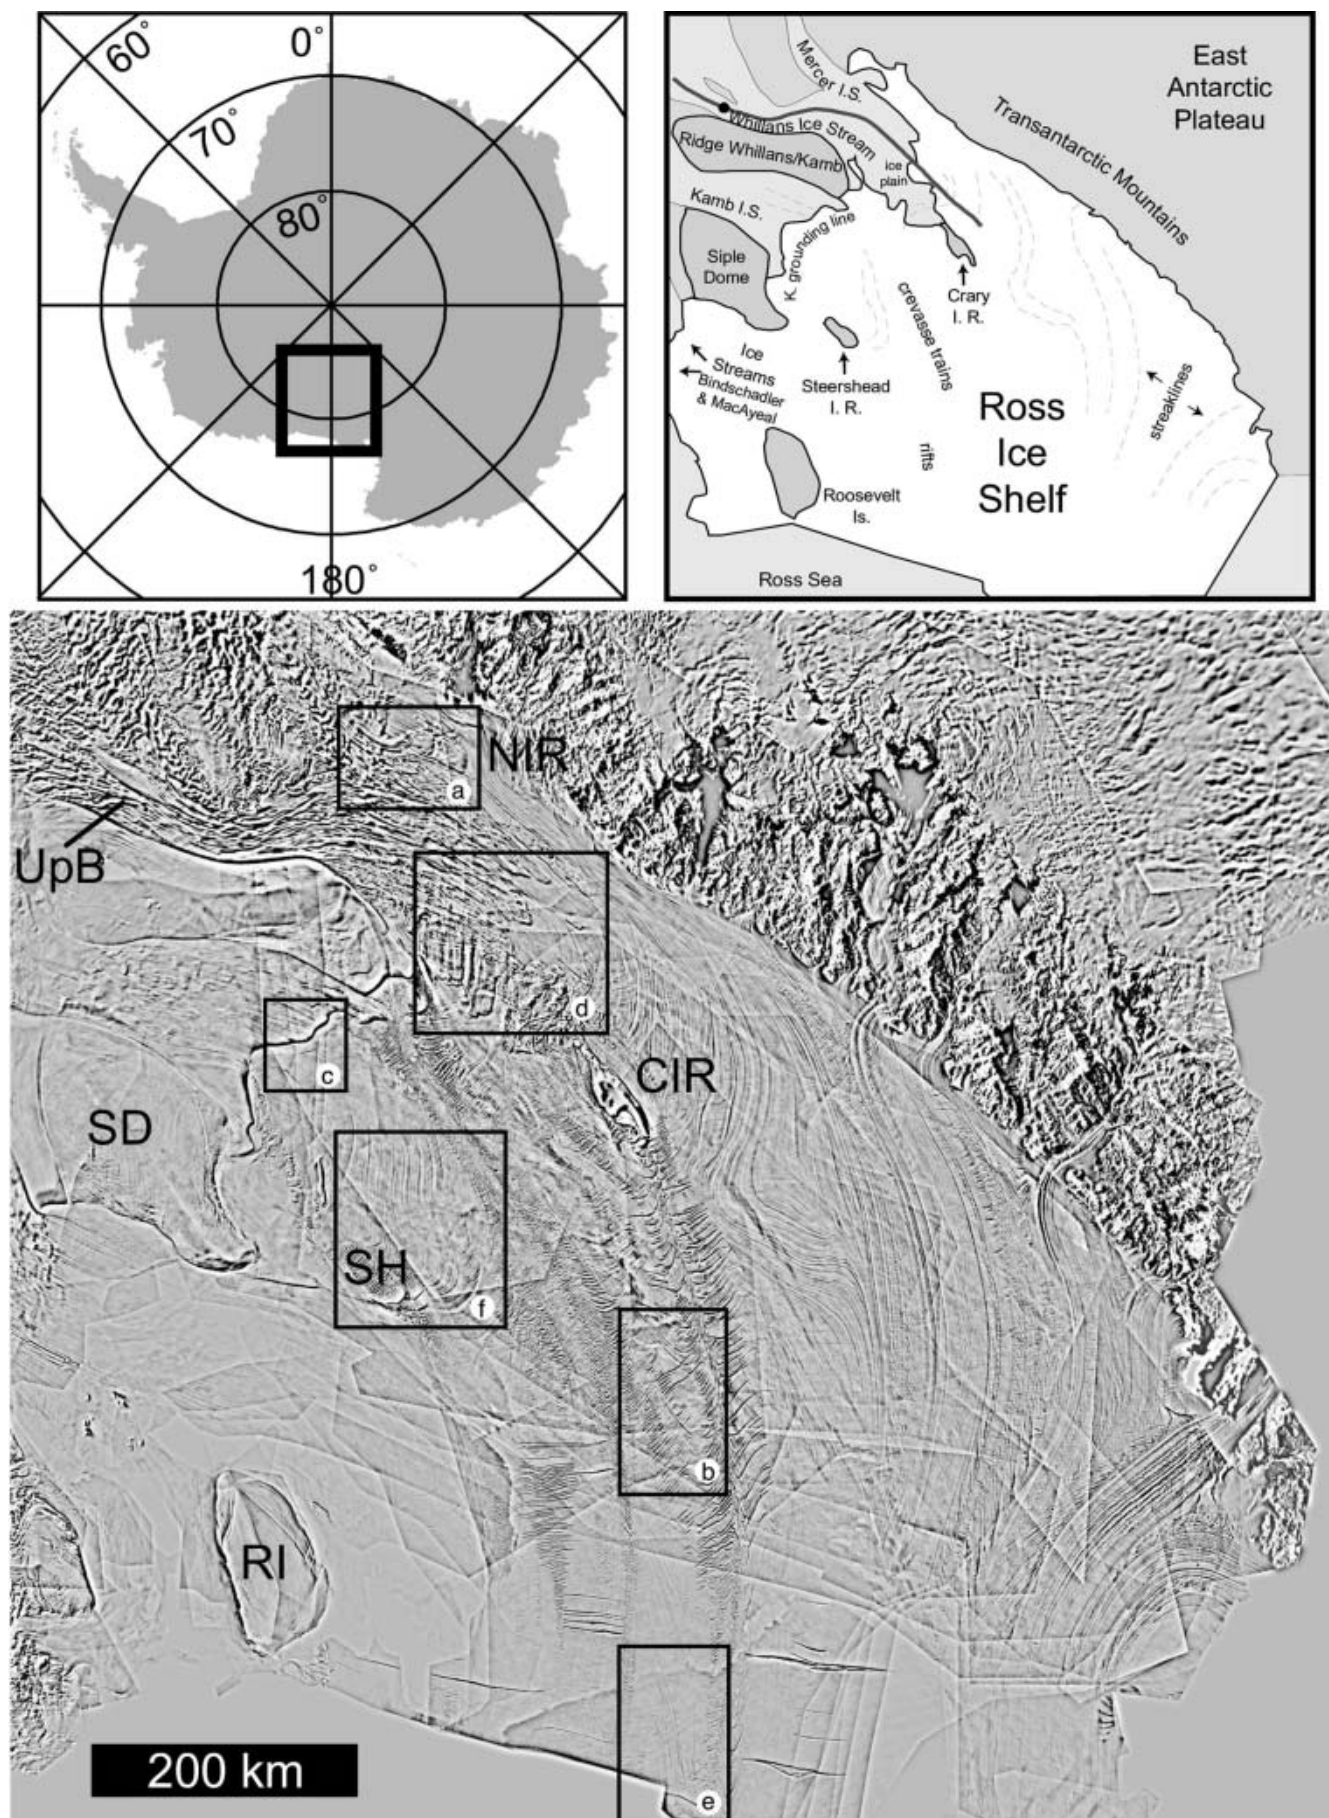 60°
0°
70°
80°
180°
East
Antarctic
Plateau
Mercer I.S.
Transantarctic Mountains
Whillans Ice Stream
Ridge Whillans/Kamb
ice
plain
Kamb I.S.
K. grounding line
Siple
Dome
Crary
I. R.
crevasse trains
Ice
Streams
Bindschadler
& MacAyeal
Steershead
I. R.
streaklines
Ross
Ice
Shelf
rifts
Roosevelt
Is.
Ross Sea
NIR
a
UpB
d
c
CIR
SD
SH
f
b
RI
200 km
e